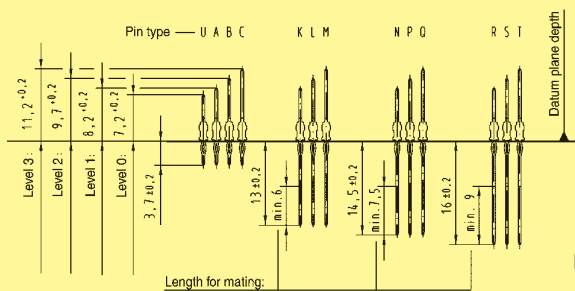 Pin type — U A B C K L M N P Q R S T
Datum plane depth
Level 3: 11,2 +0,2
Level 2: 9,7 +0,2
Level 1: 8,2 +0,2
Level 0: 7,2 +0,2
3,7 ±0,2
13 ±0,2
min. 6
14,5 ±0,2
min. 7,5
16 ±0,2
min. 9
Length for mating: